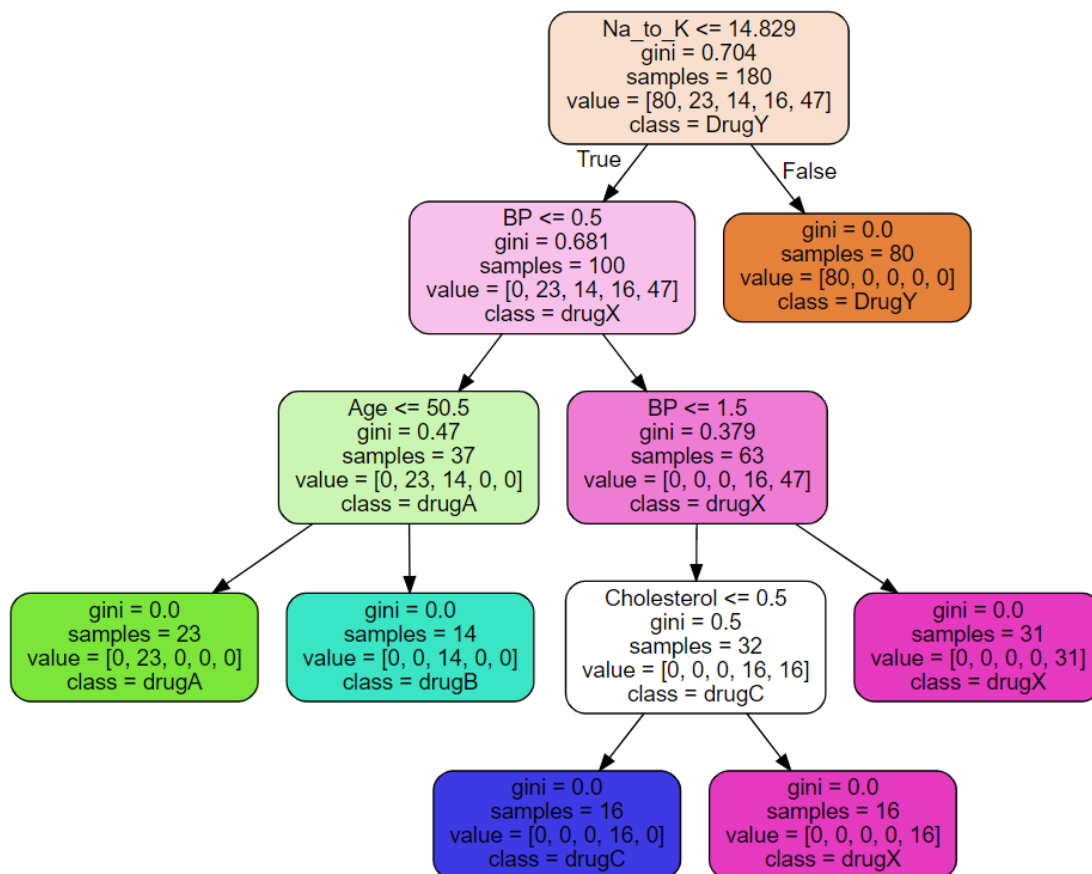 Na_to_K <= 14.829
gini = 0.704
samples = 180
value = [80, 23, 14, 16, 47]
class = DrugY
True
False
BP <= 0.5
gini = 0.681
samples = 100
value = [0, 23, 14, 16, 47]
class = drugX
gini = 0.0
samples = 80
value = [80, 0, 0, 0, 0]
class = DrugY
Age <= 50.5
gini = 0.47
samples = 37
value = [0, 23, 14, 0, 0]
class = drugA
BP <= 1.5
gini = 0.379
samples = 63
value = [0, 0, 0, 16, 47]
class = drugX
gini = 0.0
samples = 23
value = [0, 23, 0, 0, 0]
class = drugA
gini = 0.0
samples = 14
value = [0, 0, 14, 0, 0]
class = drugB
Cholesterol <= 0.5
gini = 0.5
samples = 32
value = [0, 0, 0, 16, 16]
class = drugC
gini = 0.0
samples = 31
value = [0, 0, 0, 0, 31]
class = drugX
gini = 0.0
samples = 16
value = [0, 0, 0, 16, 0]
class = drugC
gini = 0.0
samples = 16
value = [0, 0, 0, 0, 16]
class = drugX